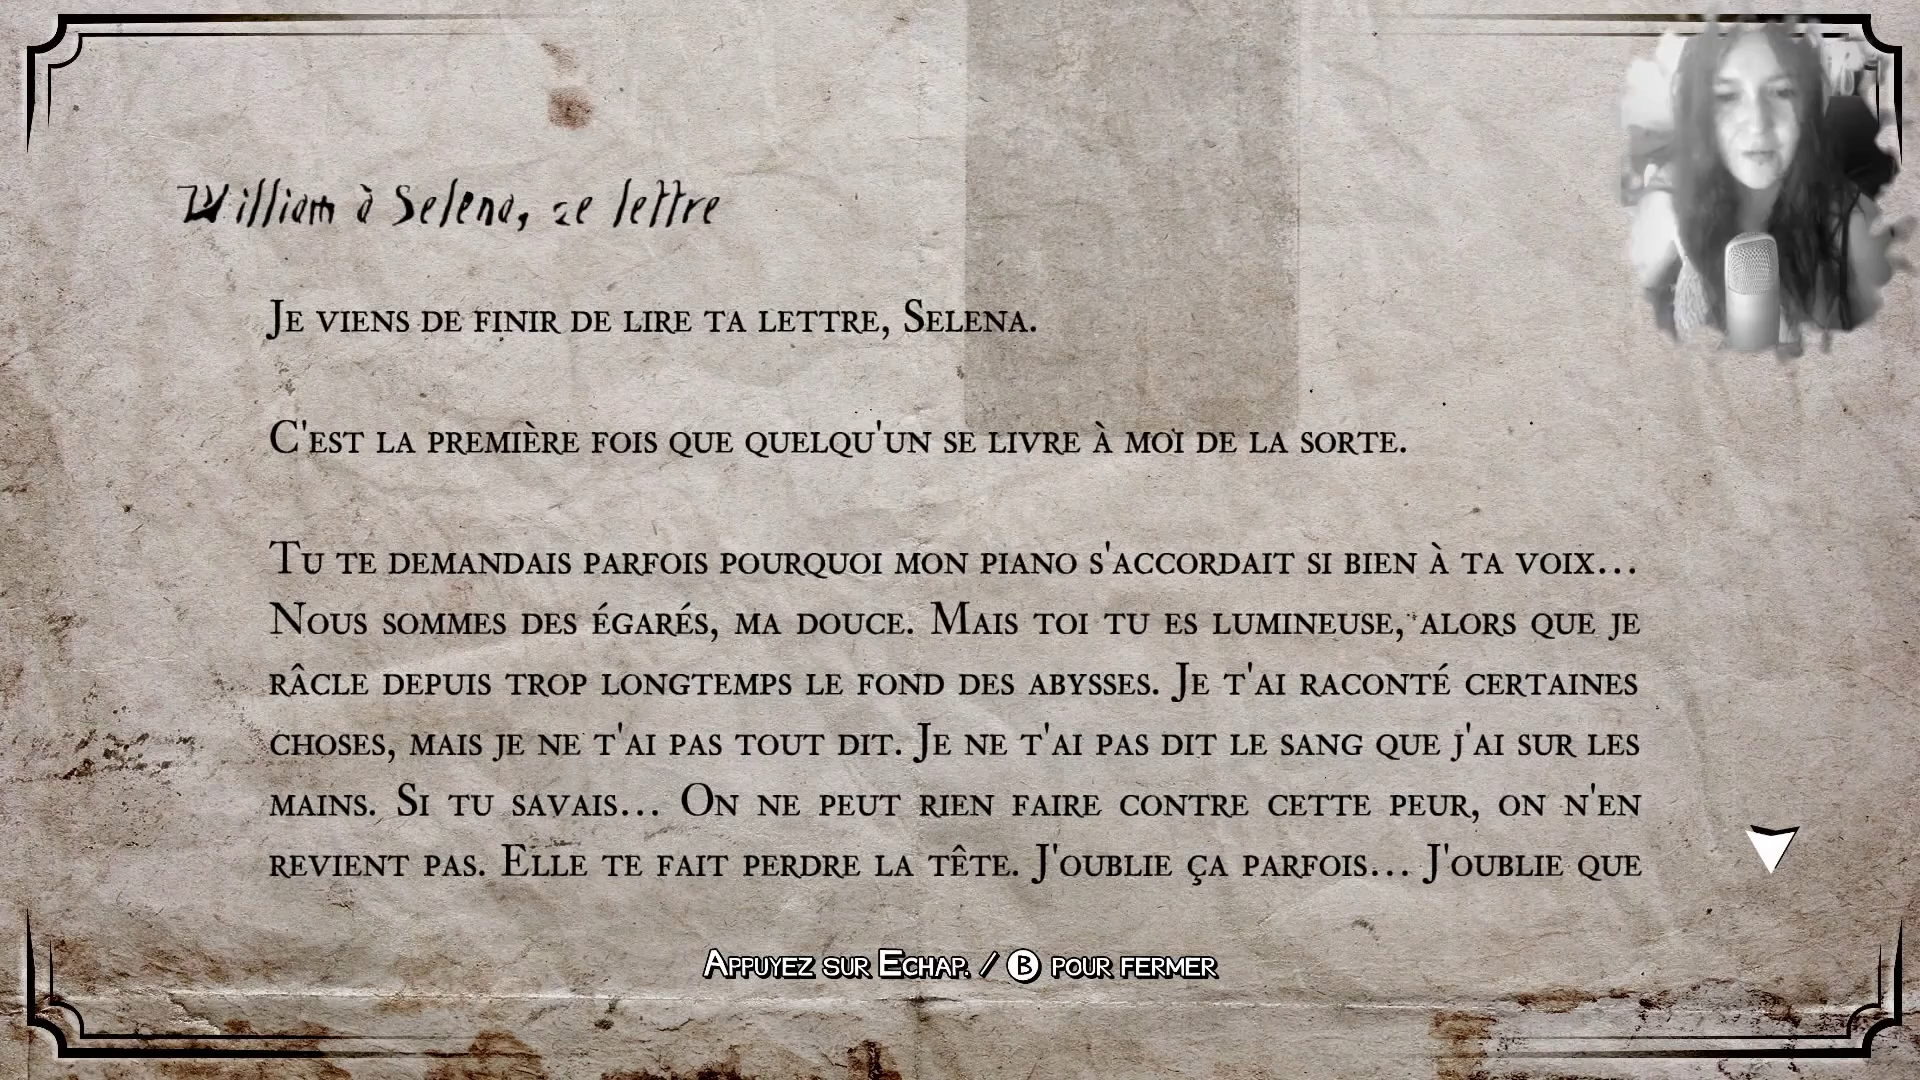 William à Selena, 2e lettre
Je viens de finir de lire ta lettre, Selena.
C'est la première fois que quelqu'un se livre à moi de la sorte.
Tu te demandais parfois pourquoi mon piano s'accordait si bien à ta voix...
Nous sommes des égarés, ma douce. Mais toi tu es lumineuse, alors que je
râcle depuis trop longtemps le fond des abysses. Je t'ai raconté certaines
choses, mais je ne t'ai pas tout dit. Je ne t'ai pas dit le sang que j'ai sur les
mains. Si tu savais... On ne peut rien faire contre cette peur, on n'en
revient pas. Elle te fait perdre la tête. J'oublie ça parfois... J'oublie que
Appuyez sur Echap. / B pour fermer